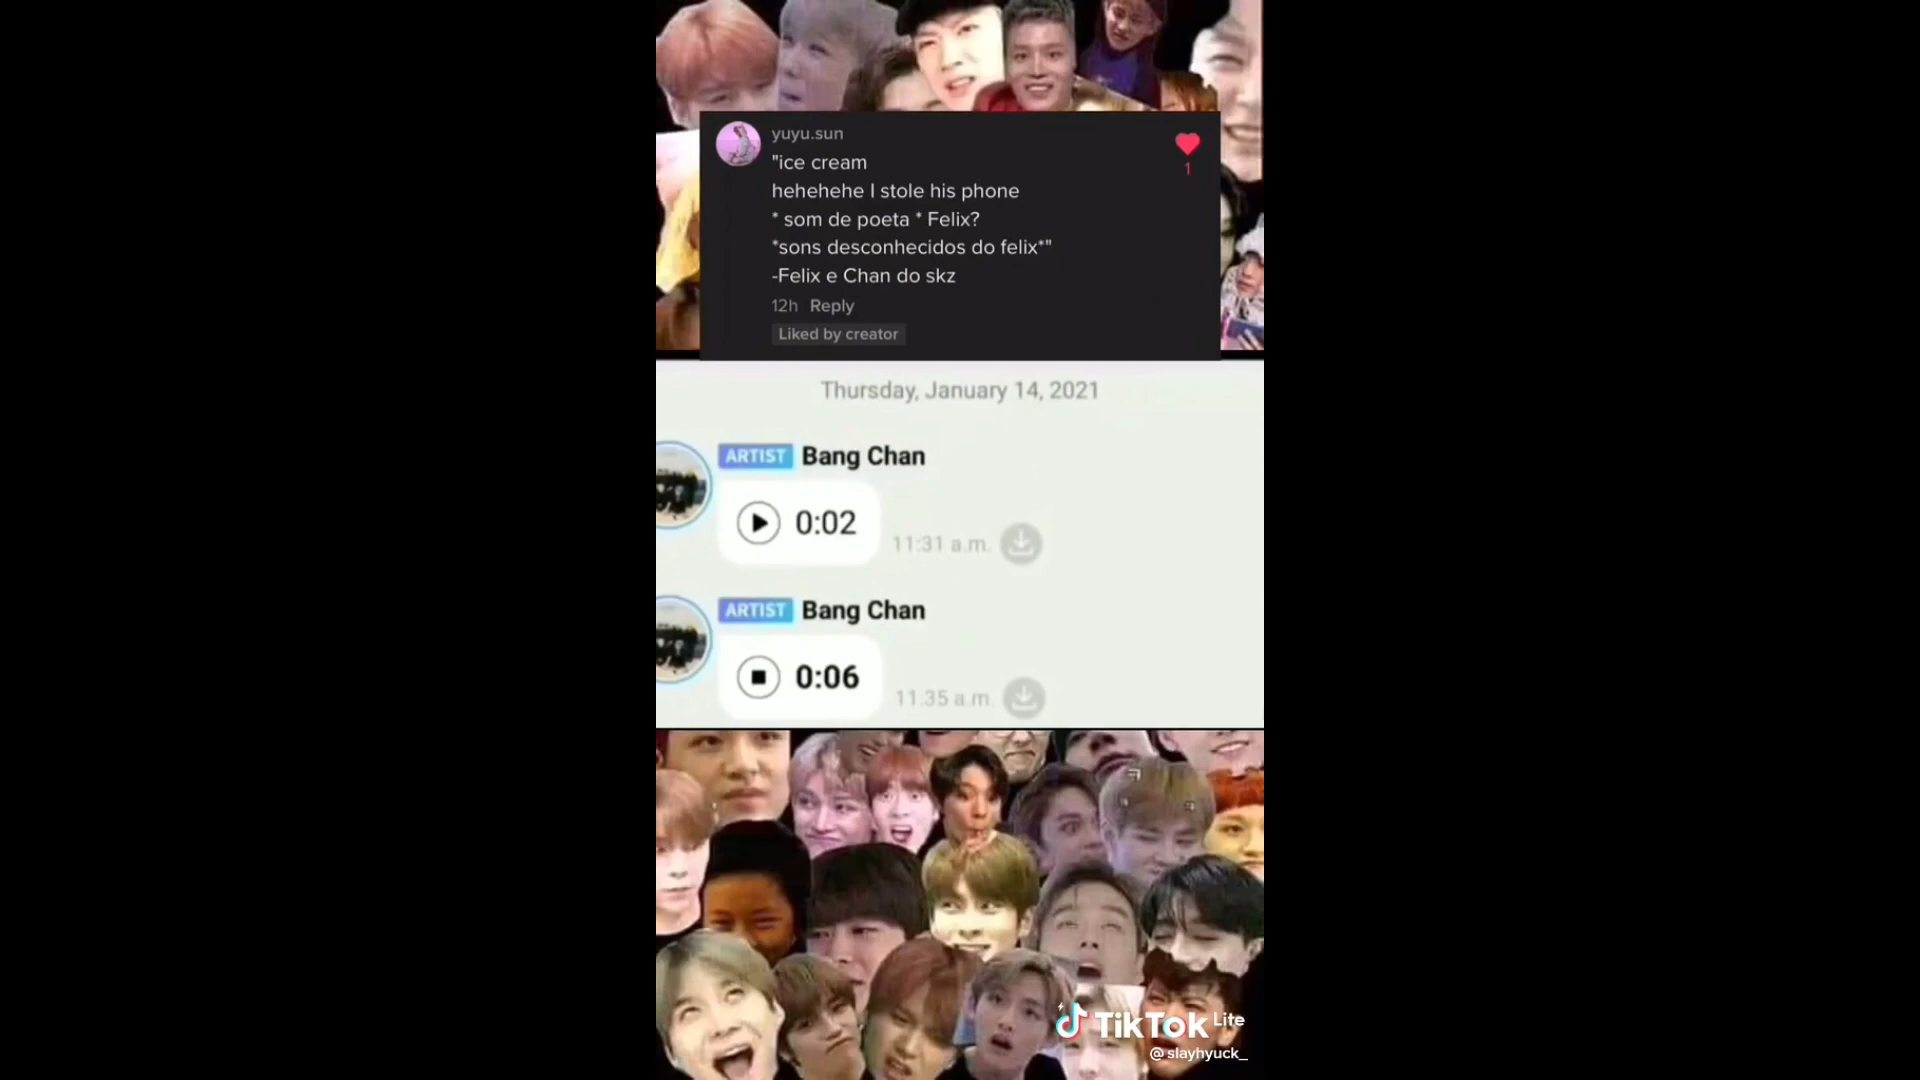 yuyu.sun
"ice cream
hehehehe I stole his phone
* som de poeta * Felix?
*sons desconhecidos do felix*"
-Felix e Chan do skz
1
12h Reply
Liked by creator
Thursday, January 14, 2021
ARTIST Bang Chan
0:02
11:31 a.m.
ARTIST Bang Chan
0:06
11:35 a.m.
TikTok Lite
@slayhyuck_